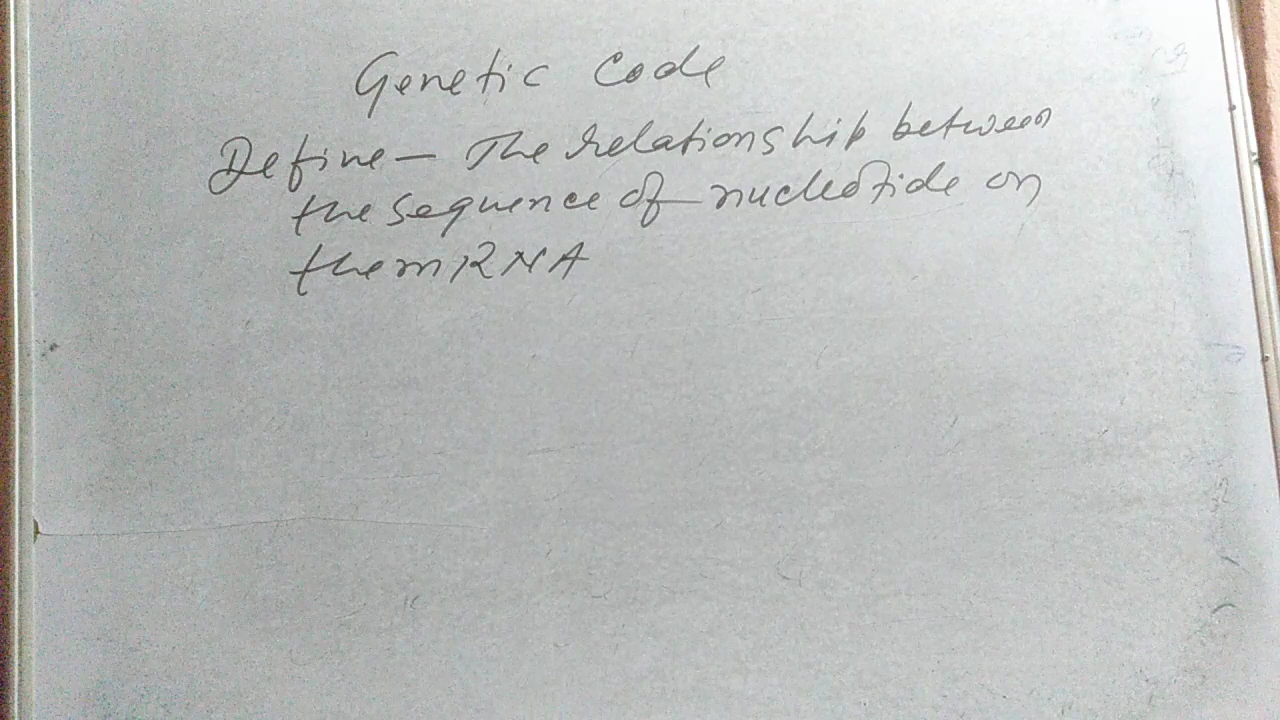 Genetic Code
Define — The relationship between
the sequence of nucleotide on
the mRNA